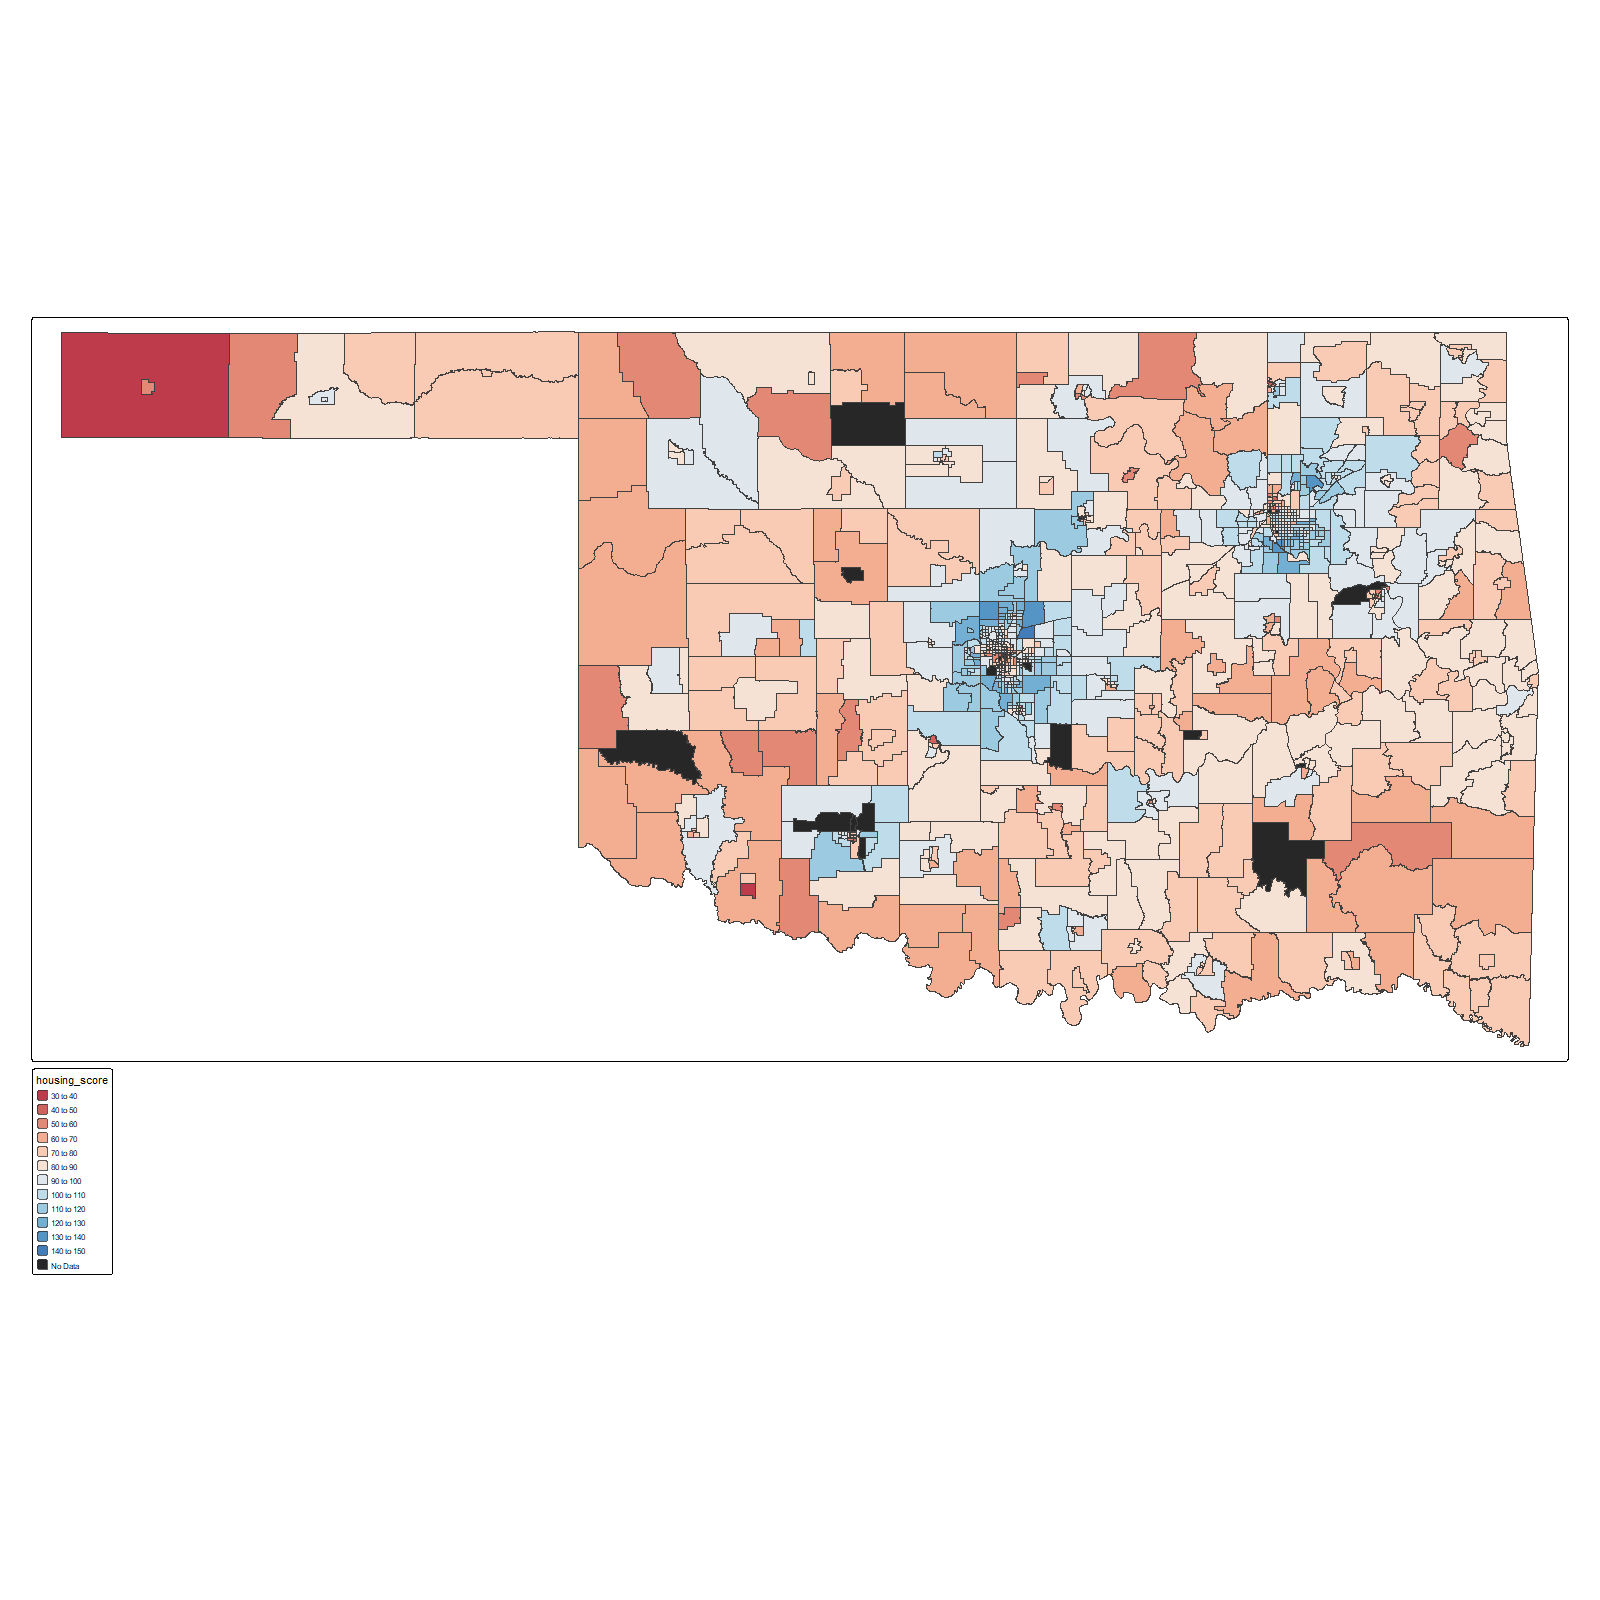 housing_score
30 to 40
40 to 50
50 to 60
60 to 70
70 to 80
80 to 90
90 to 100
100 to 110
110 to 120
120 to 130
130 to 140
140 to 150
No Data